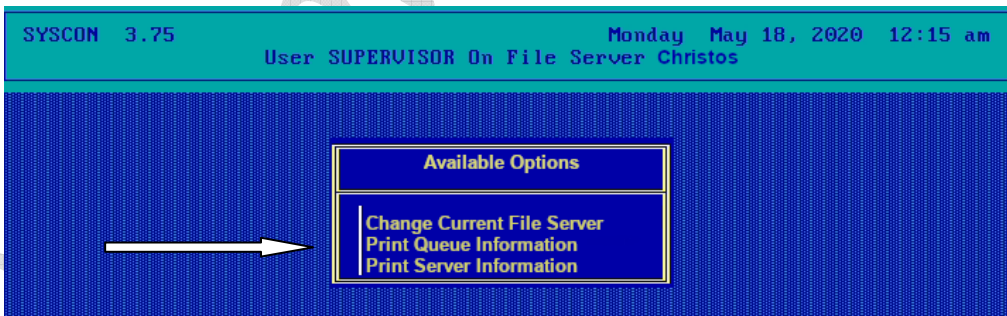 SYSCON 3.75 Monday May 18, 2020 12:15 am
User SUPERVISOR On File Server Christos
Available Options
Change Current File Server
Print Queue Information
Print Server Information